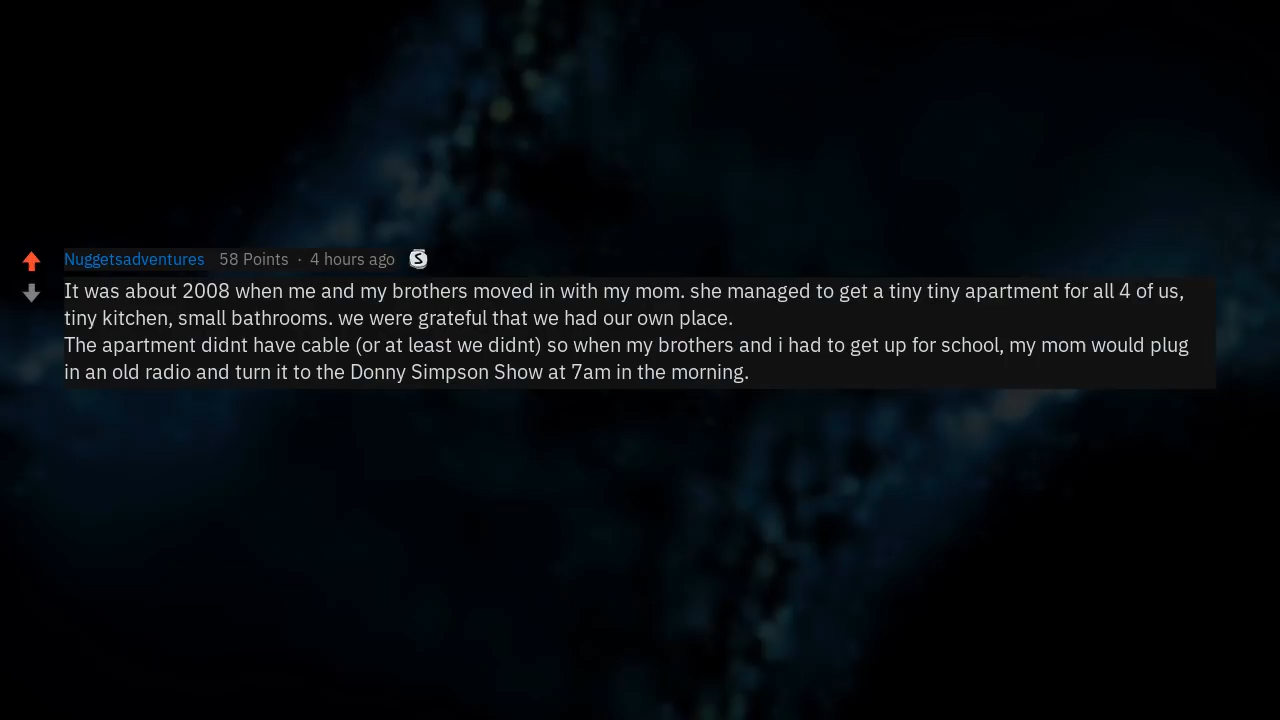 Nuggetsadventures 58 Points · 4 hours ago S
It was about 2008 when me and my brothers moved in with my mom. she managed to get a tiny tiny apartment for all 4 of us,
tiny kitchen, small bathrooms. we were grateful that we had our own place.
The apartment didnt have cable (or at least we didnt) so when my brothers and i had to get up for school, my mom would plug
in an old radio and turn it to the Donny Simpson Show at 7am in the morning.